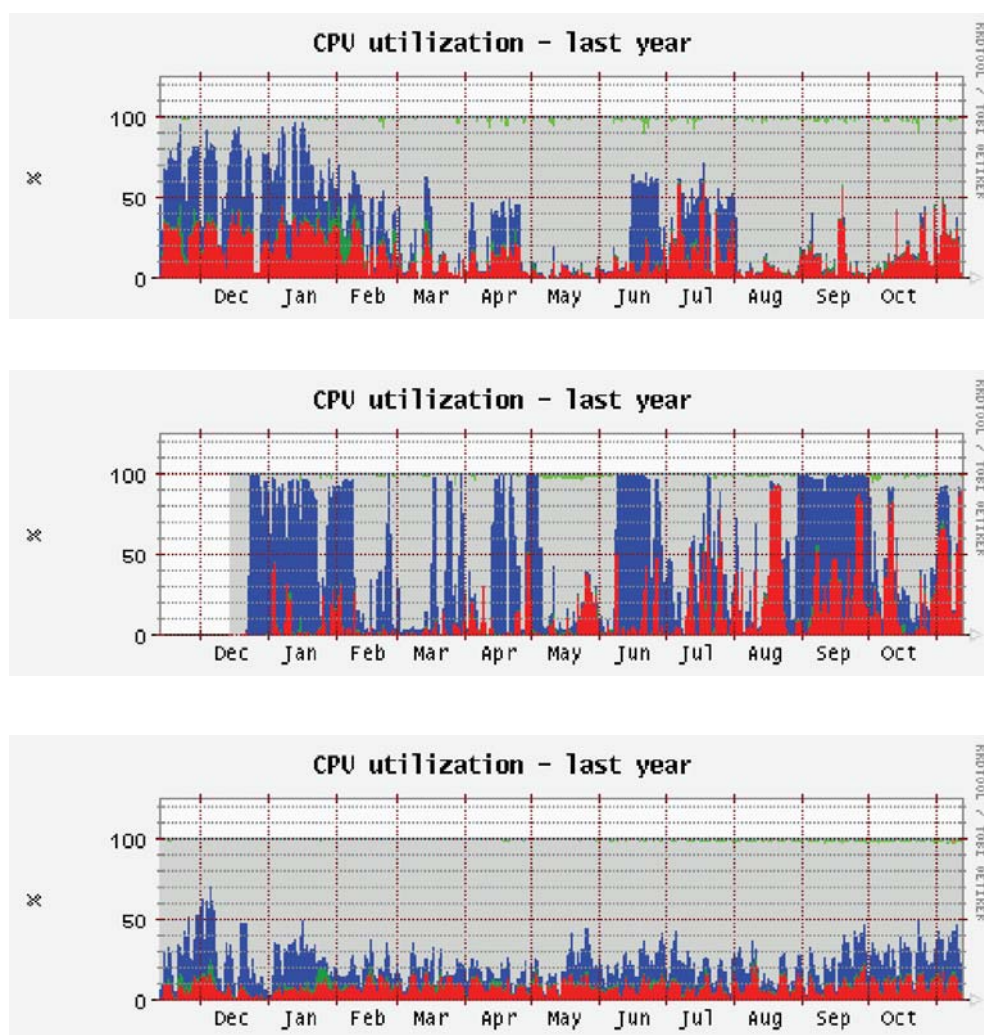 CPU utilization - last year
RRDTOOL / TOBI OETIKER
%
100
50
0
Dec Jan Feb Mar Apr May Jun Jul Aug Sep Oct
CPU utilization - last year
RRDTOOL / TOBI OETIKER
%
100
50
0
Dec Jan Feb Mar Apr May Jun Jul Aug Sep Oct
CPU utilization - last year
RRDTOOL / TOBI OETIKER
%
100
50
0
Dec Jan Feb Mar Apr May Jun Jul Aug Sep Oct